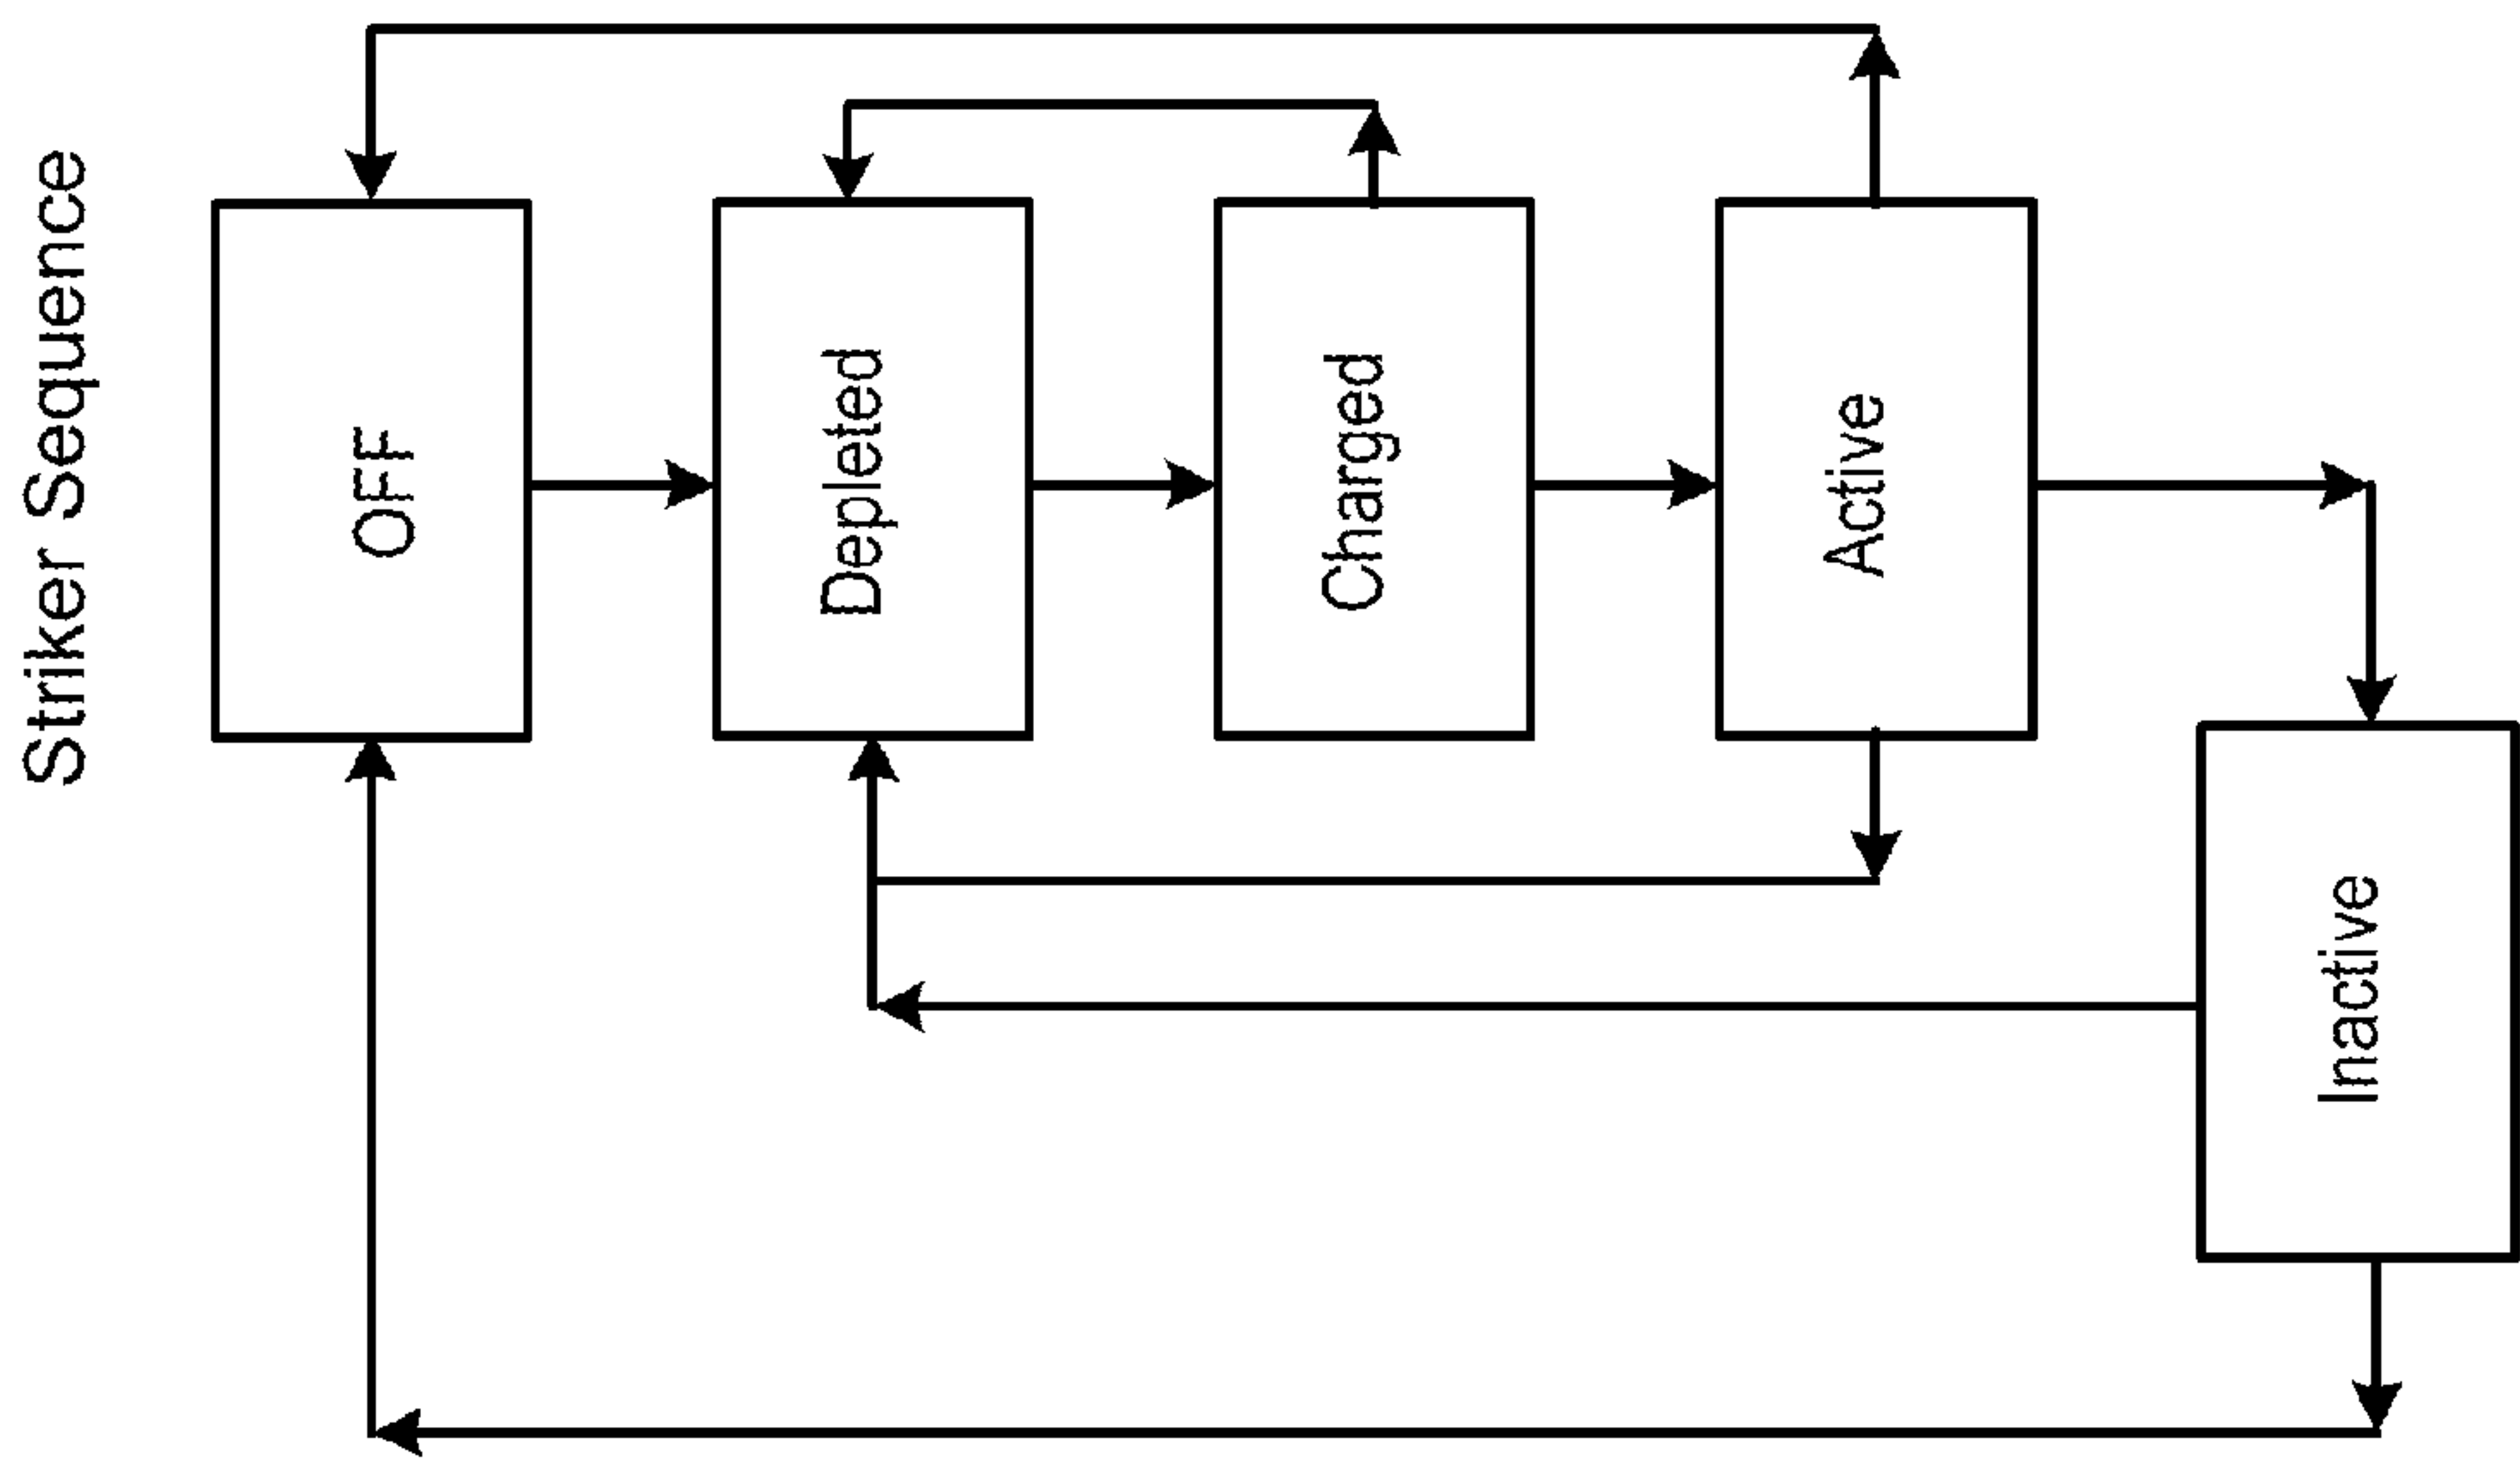 Striker Sequence
OFF
Depleted
Charged
Active
Inactive